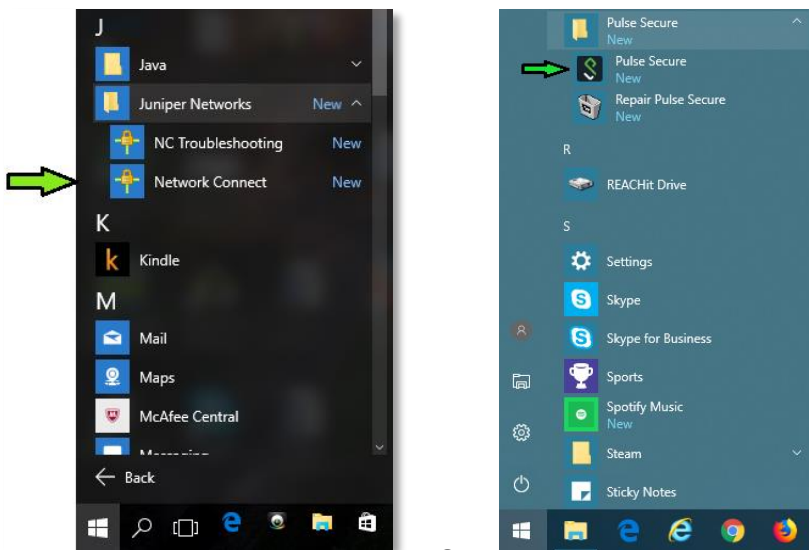 J
Java
Juniper Networks New
NC Troubleshooting New
Network Connect New
K
Kindle
M
Mail
Maps
McAfee Central
Back
Pulse Secure
New
Pulse Secure
New
Repair Pulse Secure
New
R
REACHit Drive
S
Settings
Skype
Skype for Business
Sports
Spotify Music
New
Steam
Sticky Notes